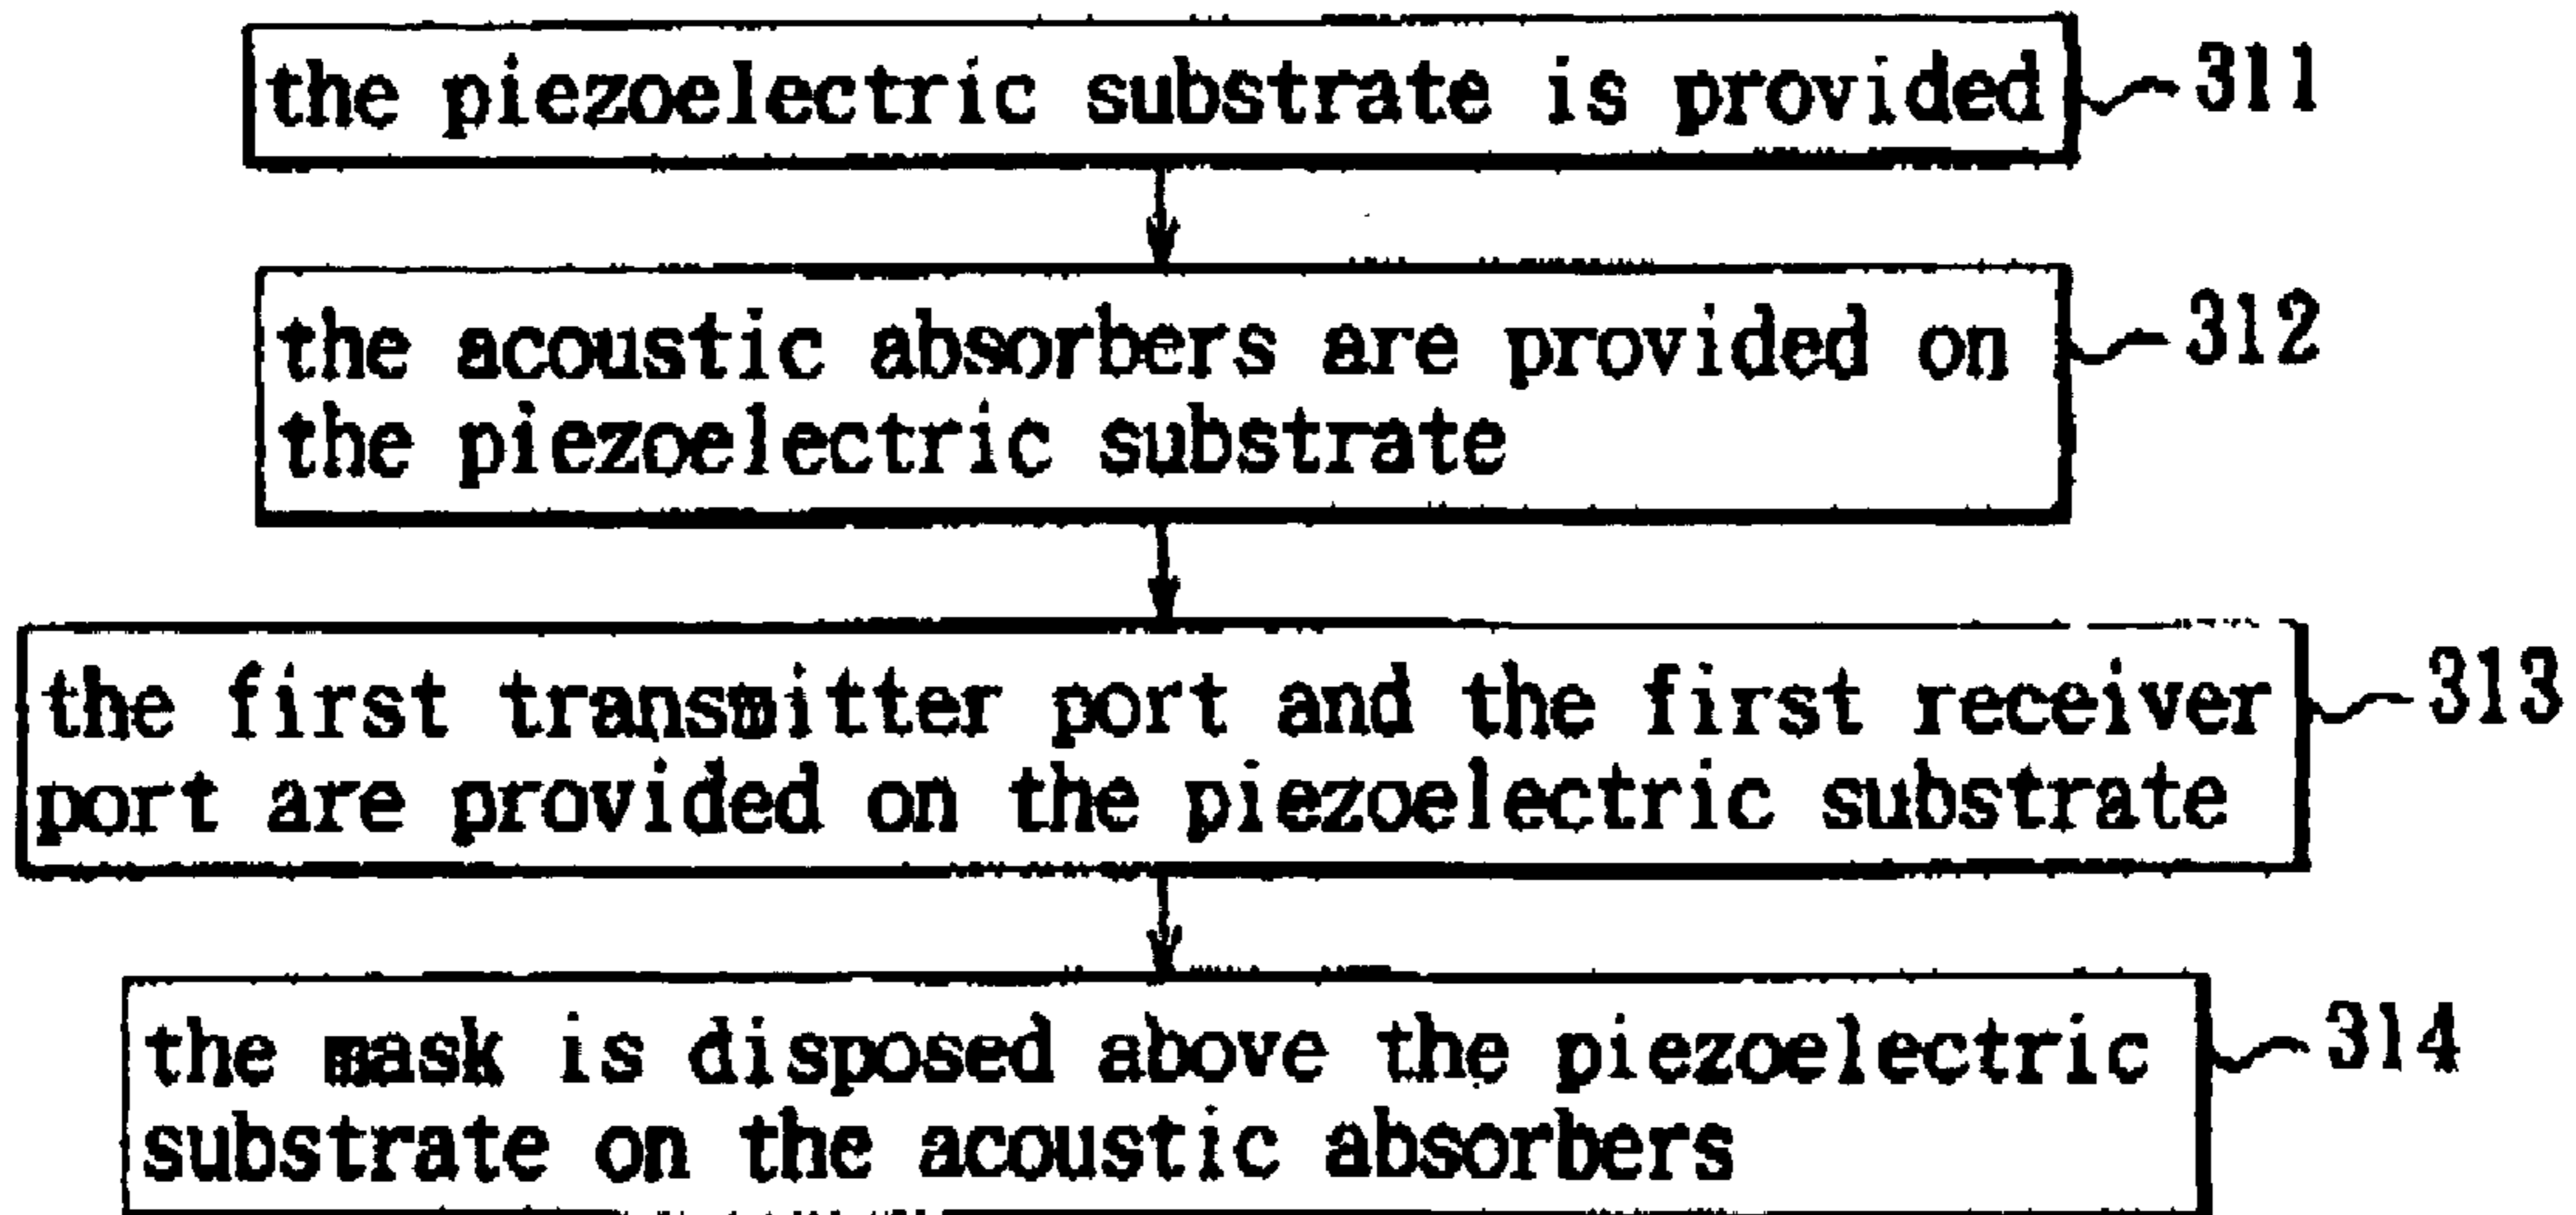 the piezoelectric substrate is provided 311
the acoustic absorbers are provided on 312
the piezoelectric substrate
the first transmitter port and the first receiver 313
port are provided on the piezoelectric substrate
the mask is disposed above the piezoelectric 314
substrate on the acoustic absorbers